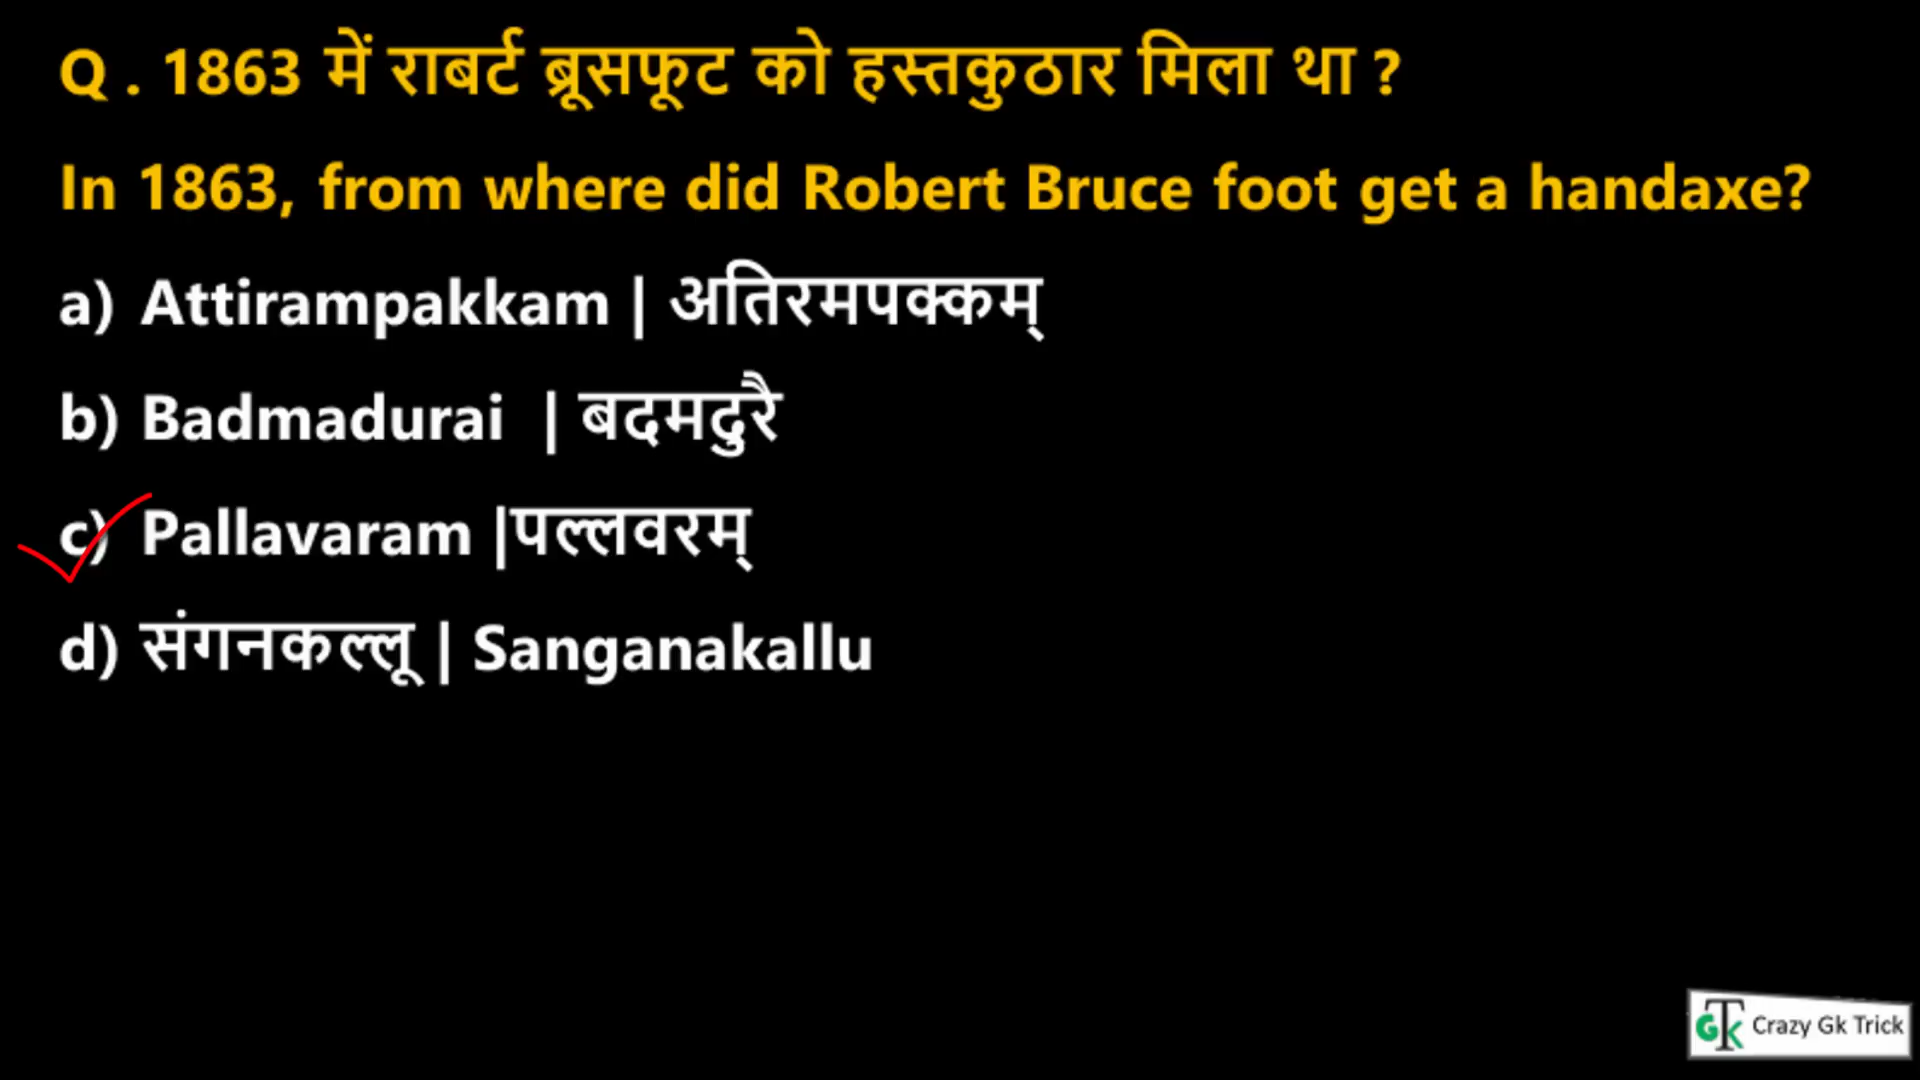 Q . 1863 में राबर्ट ब्रूसफूट को हस्तकुठार मिला था ?
In 1863, from where did Robert Bruce foot get a handaxe?
a) Attirampakkam | अतिरमपक्कम्
b) Badmadurai | बदमदुरै
c) Pallavaram |पल्लवरम्
d) संगनकल्लू | Sanganakallu
GTK Crazy Gk Trick